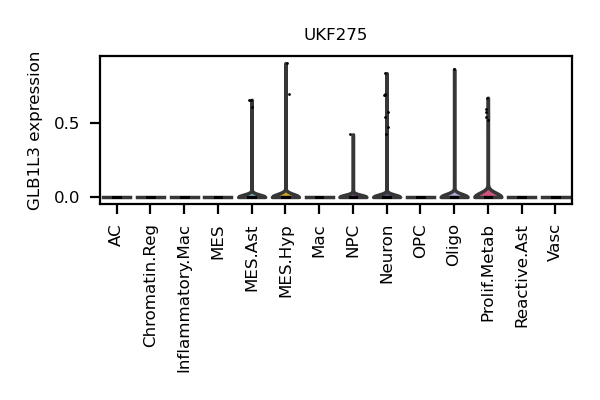 UKF275
GLB1L3 expression
0.5
0.0
AC
Chromatin.Reg
Inflammatory.Mac
MES
MES.Ast
MES.Hyp
Mac
NPC
Neuron
OPC
Oligo
Prolif.Metab
Reactive.Ast
Vasc